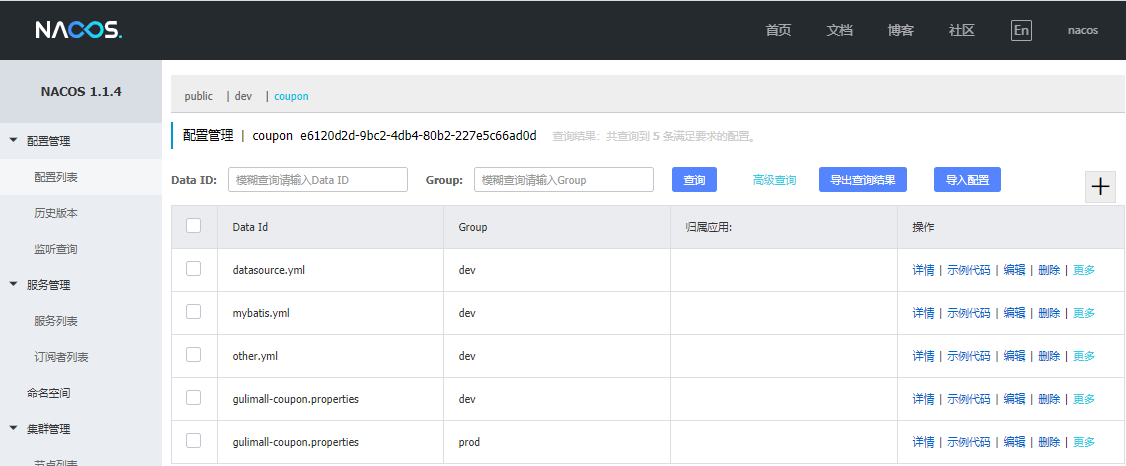 NACOS. 首页 文档 博客 社区 En nacos
NACOS 1.1.4
配置管理
配置列表
历史版本
监听查询
服务管理
服务列表
订阅者列表
命名空间
集群管理
节点列表
public | dev | coupon
配置管理 | coupon e6120d2d-9bc2-4db4-80b2-227e5c66ad0d 查询结果：共查询到 5 条满足要求的配置。
Data ID: 模糊查询请输入Data ID Group: 模糊查询请输入Group 查询 高级查询 导出查询结果 导入配置
Data Id Group 归属应用: 操作
datasource.yml dev 详情 | 示例代码 | 编辑 | 删除 | 更多
mybatis.yml dev 详情 | 示例代码 | 编辑 | 删除 | 更多
other.yml dev 详情 | 示例代码 | 编辑 | 删除 | 更多
gulimall-coupon.properties dev 详情 | 示例代码 | 编辑 | 删除 | 更多
gulimall-coupon.properties prod 详情 | 示例代码 | 编辑 | 删除 | 更多